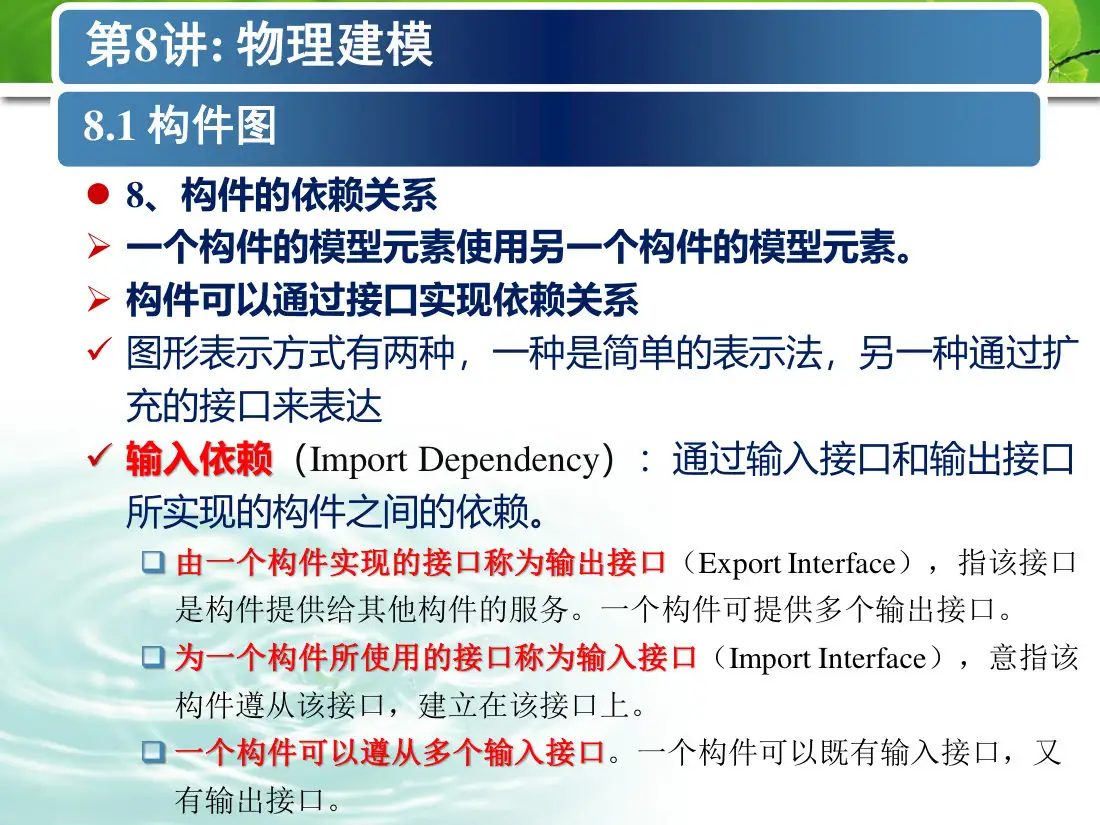 第8讲: 物理建模
8.1 构件图
8、构件的依赖关系
一个构件的模型元素使用另一个构件的模型元素。
构件可以通过接口实现依赖关系
图形表示方式有两种，一种是简单的表示法，另一种通过扩
充的接口来表达
输入依赖（Import Dependency）：通过输入接口和输出接口
所实现的构件之间的依赖。
由一个构件实现的接口称为输出接口（Export Interface），指该接口
是构件提供给其他构件的服务。一个构件可提供多个输出接口。
为一个构件所使用的接口称为输入接口（Import Interface），意指该
构件遵从该接口，建立在该接口上。
一个构件可以遵从多个输入接口。一个构件可以既有输入接口，又
有输出接口。